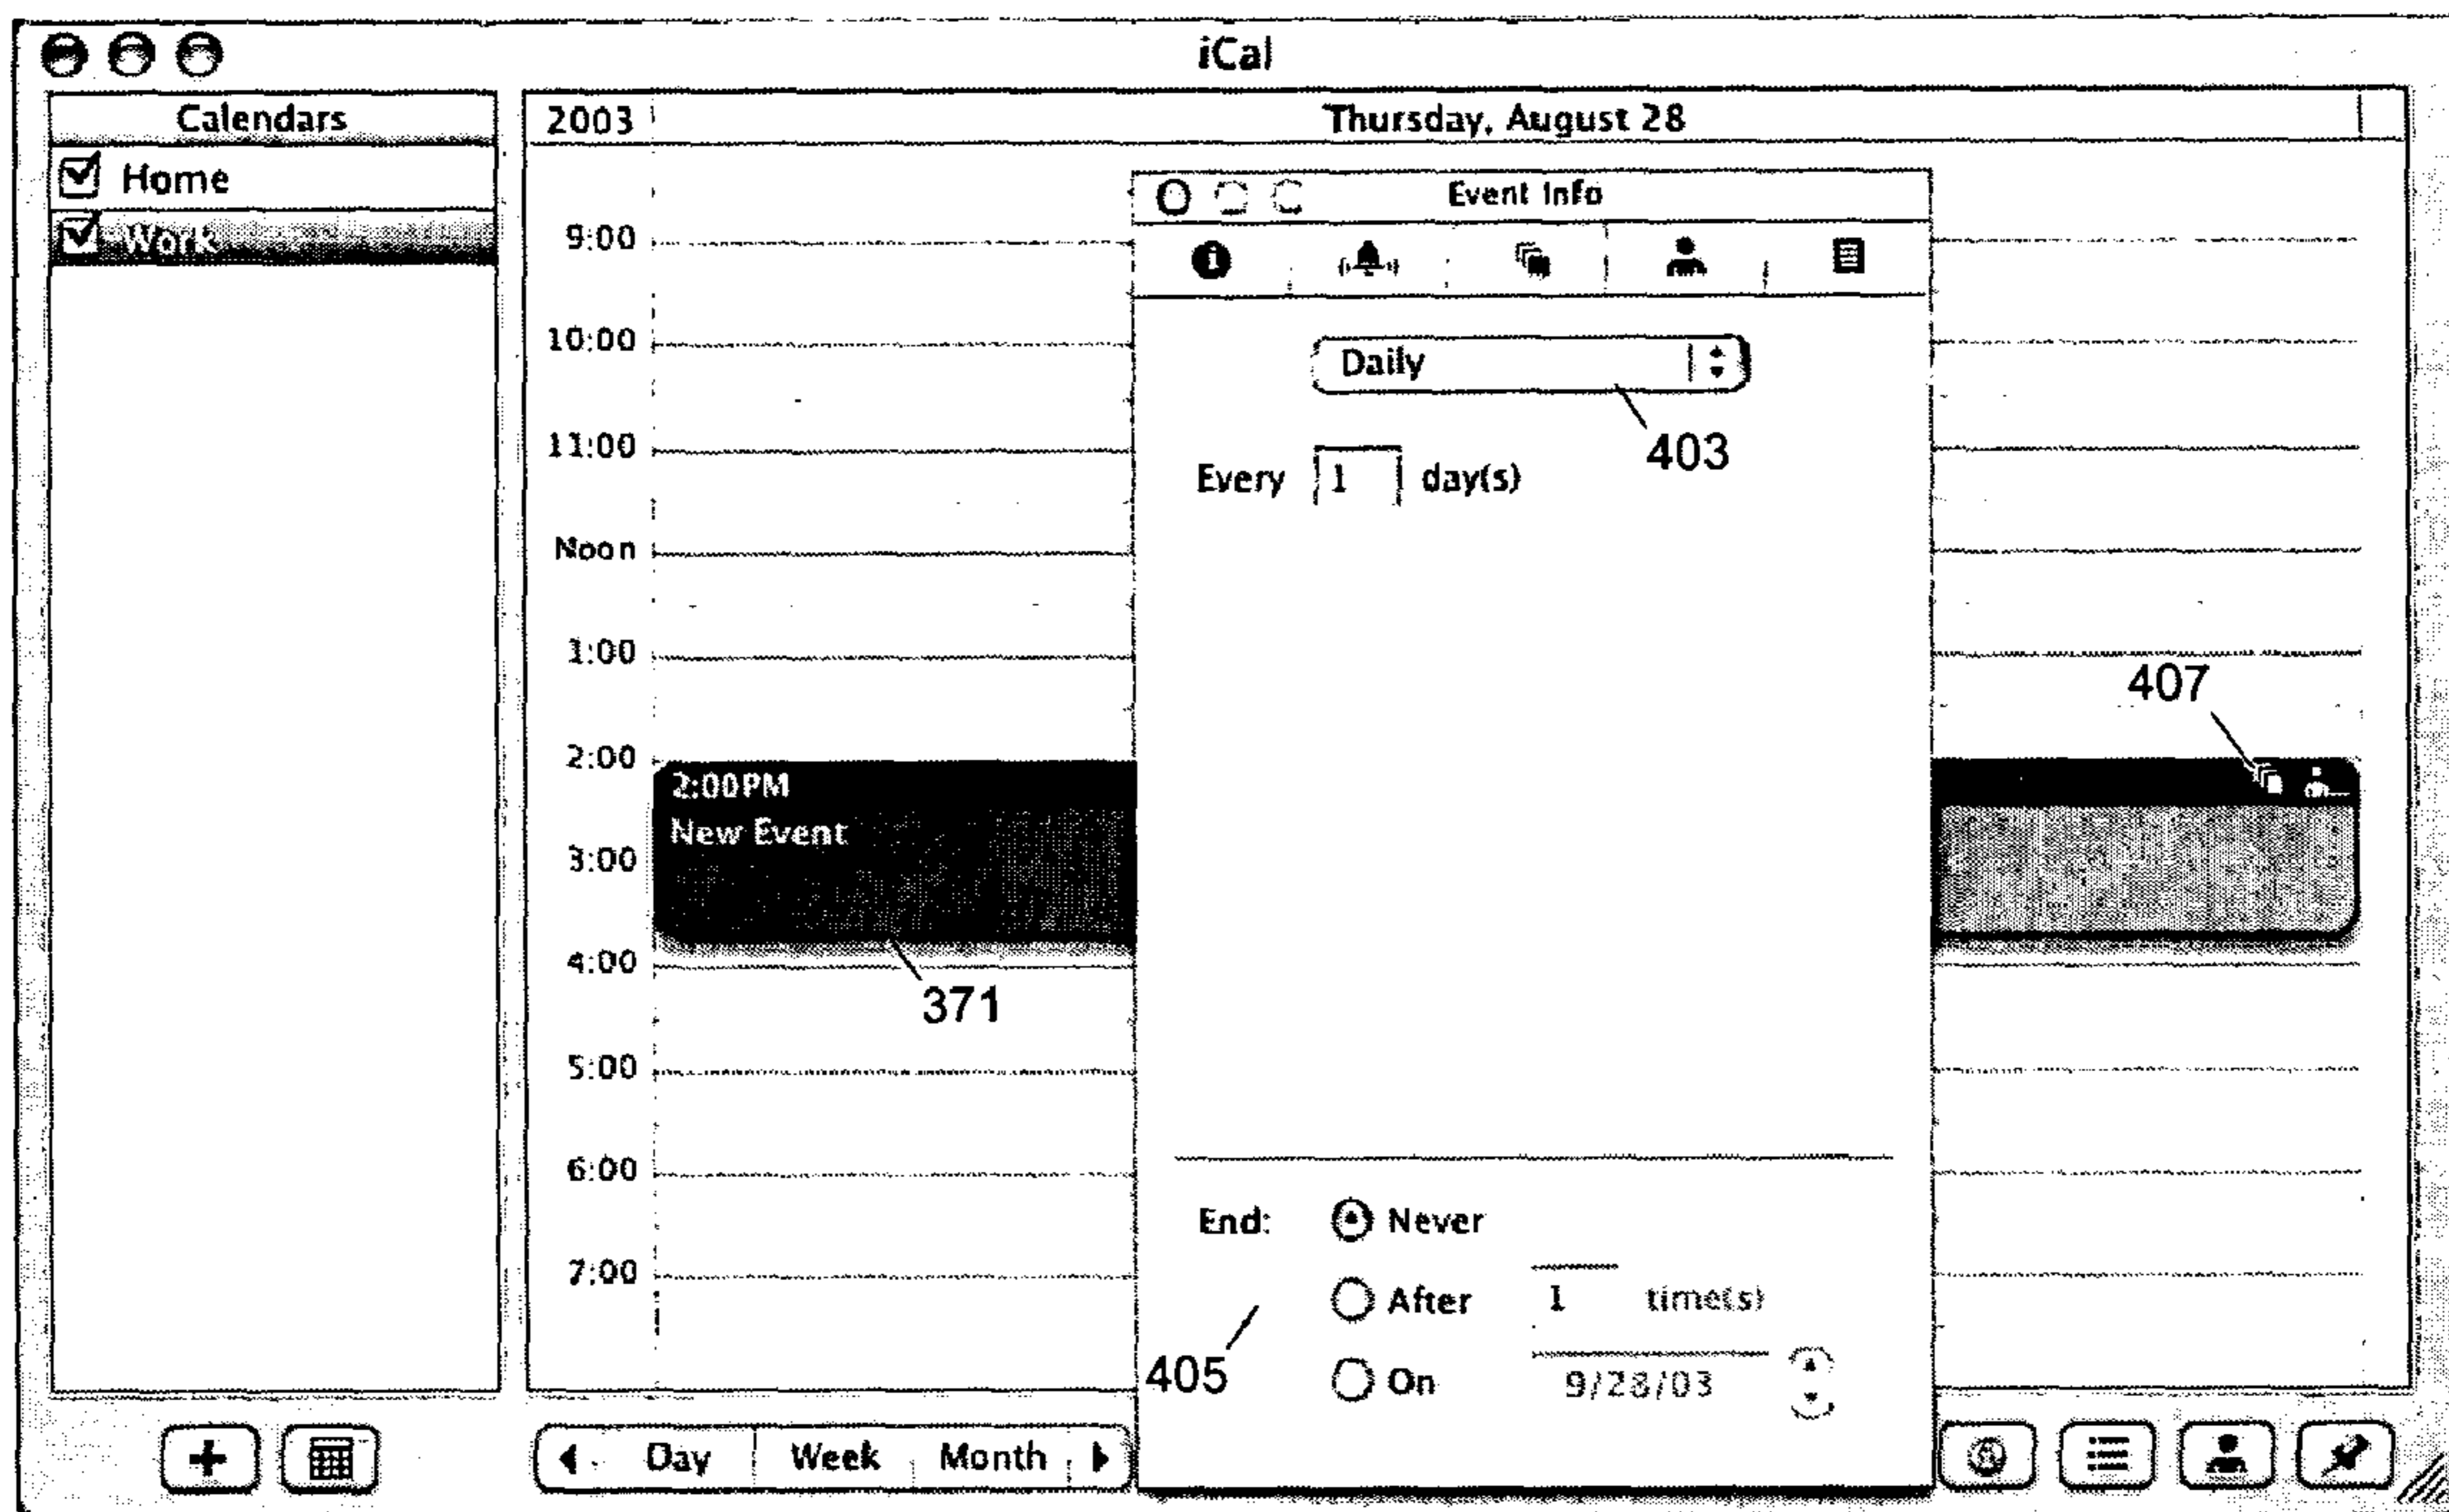 iCal
Calendars
Home
Work
2003
Thursday, August 28
9:00
10:00
11:00
Noon
1:00
2:00
3:00
4:00
5:00
6:00
7:00
2:00PM
New Event
371
407
Event Info
Daily
403
Every 1 day(s)
End: Never
After 1 time(s)
On 9/28/03
405
Day Week Month